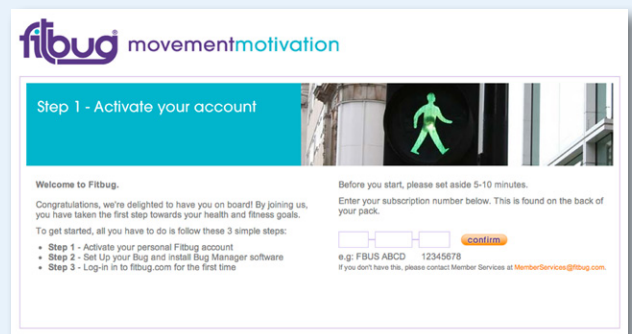 fitbug movementmotivation
Step 1 - Activate your account
Welcome to Fitbug.
Congratulations, we're delighted to have you on board! By joining us,
you have taken the first step towards your health and fitness goals.
To get started, all you have to do is follow these 3 simple steps:
• Step 1 - Activate your personal Fitbug account
• Step 2 - Set Up your Bug and install Bug Manager software
• Step 3 - Log-in in to fitbug.com for the first time
Before you start, please set aside 5-10 minutes.
Enter your subscription number below. This is found on the back of
your pack.
confirm
e.g: FBUS ABCD 12345678
If you don't have this, please contact Member Services at MemberServices@fitbug.com.